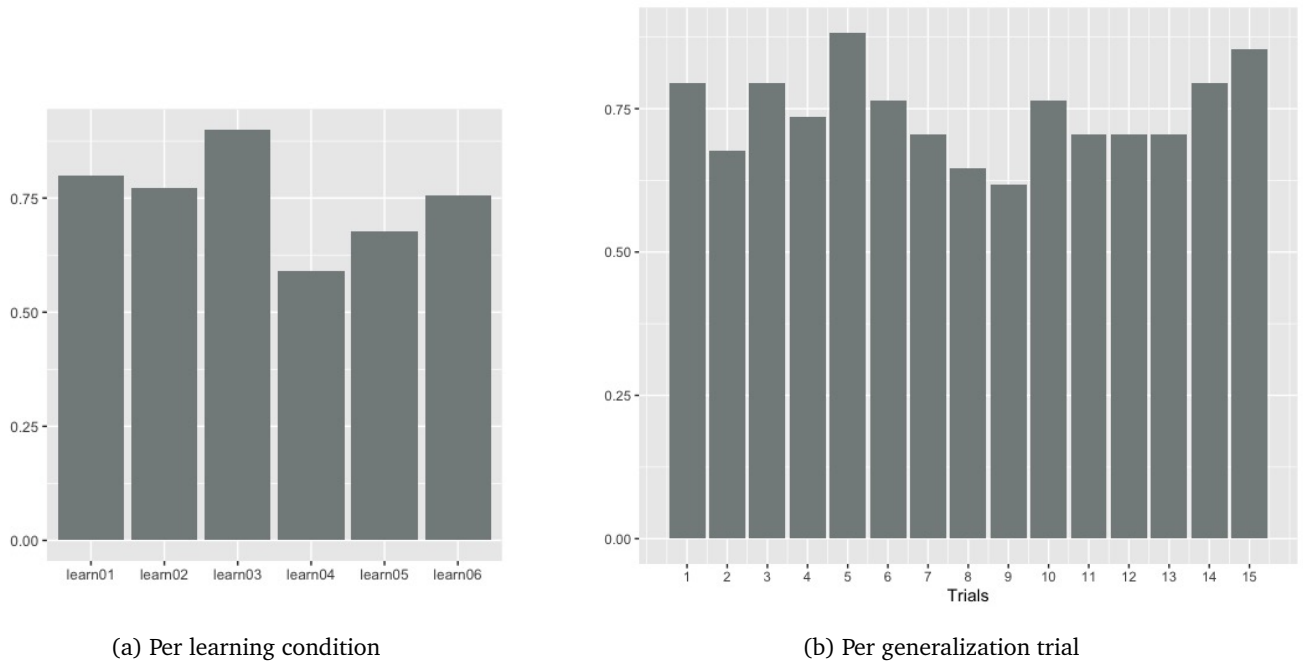 0.75
0.50
0.25
0.00
learn01 learn02 learn03 learn04 learn05 learn06
(a) Per learning condition
0.75
0.50
0.25
0.00
1 2 3 4 5 6 7 8 9 10 11 12 13 14 15
Trials
(b) Per generalization trial